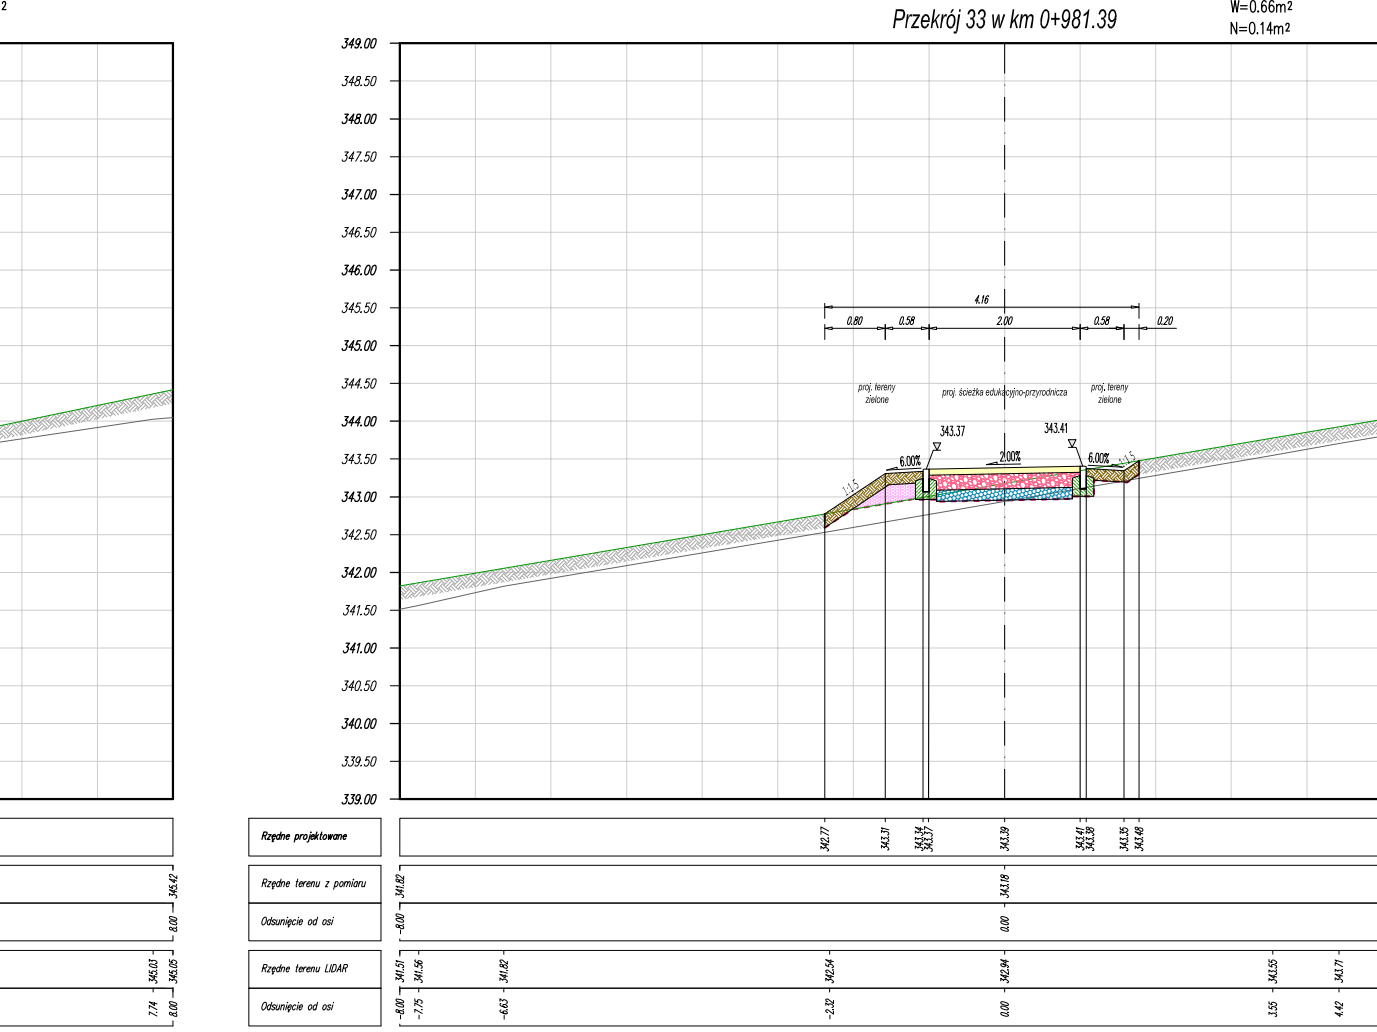 2
Przekrój 33 w km 0+981.39
W=0.66m²
N=0.14m²
349.00
348.50
348.00
347.50
347.00
346.50
346.00
345.50
345.00
344.50
344.00
343.50
343.00
342.50
342.00
341.50
341.00
340.50
340.00
339.50
339.00
4.16
0.80 0.58 2.00 0.58 0.20
proj. tereny
zielone
proj. ścieżka edukacyjno-przyrodnicza
proj. tereny
zielone
343.37
343.41
1:1.5
6.00%
2.00%
6.00%
1:1.5
Rzędne projektowane
342.77 343.31 343.34 343.37 343.39 343.41 343.38 343.35 343.48
345.42
Rzędne terenu z pomiaru
341.82 343.18
8.00
Odsunięcie od osi
-8.00 0.00
345.03 345.05
Rzędne terenu LIDAR
341.51 341.56 341.82 342.54 342.94 343.55 343.71
7.74 8.00
Odsunięcie od osi
-8.00 -7.75 -6.63 -2.32 0.00 3.55 4.42